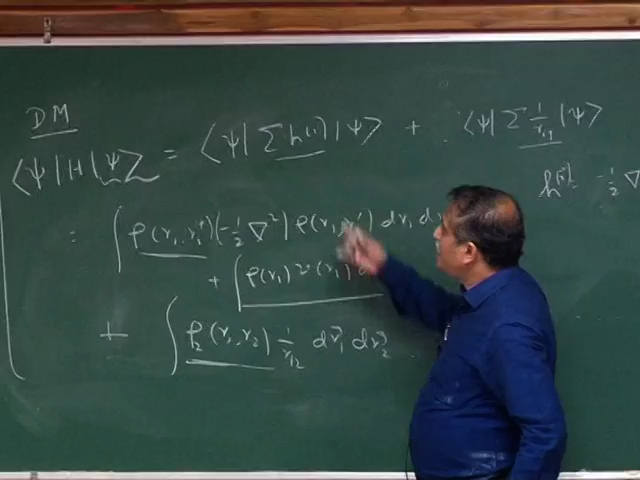 DM
⟨ψ|H|ψ⟩ = ⟨ψ|Σ h(i)|ψ⟩ + ⟨ψ|Σ 1/r₁₂|ψ⟩
h(i) = -1/2 ∇
= ∫ ρ(r₁, r₁')(-1/2 ∇²) ρ(r₁, r₁') dr₁ d
+ ∫ ρ(r₁) v(r₁) d
+ ∫ ρ₂(r₁, r₂) 1/r₁₂ dr₁ dr₂